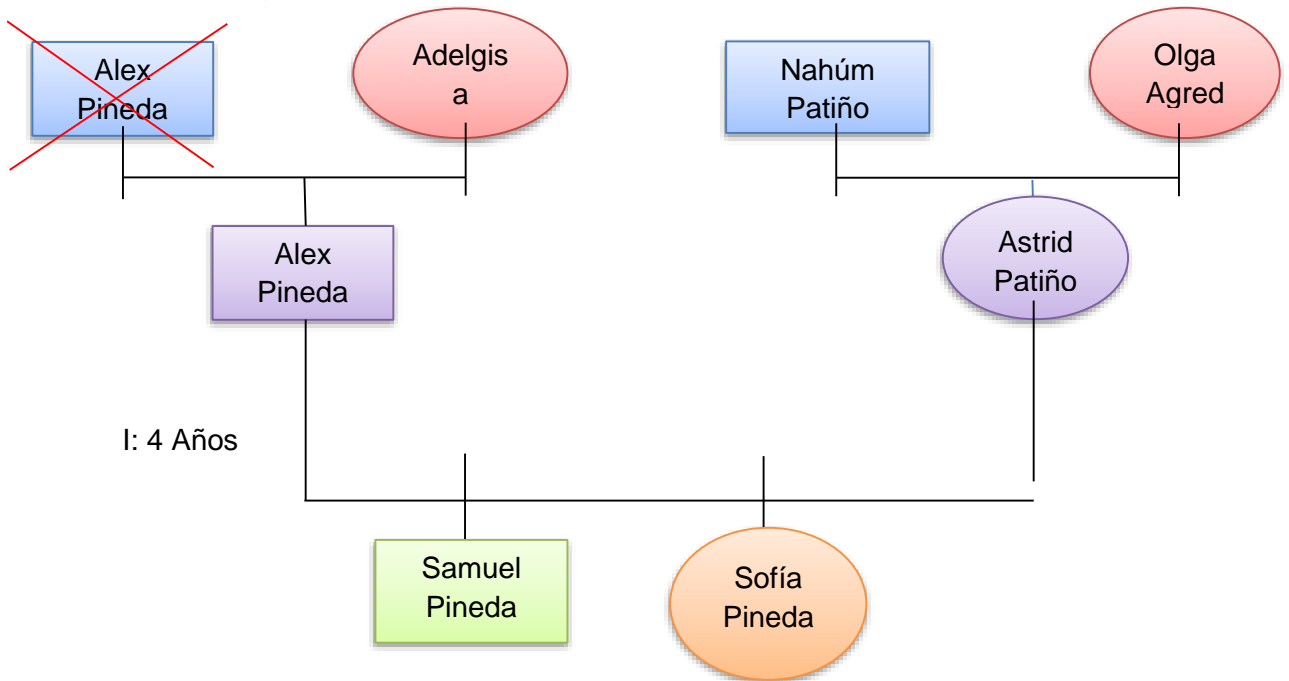 Alex
Pineda
Adelgis
a
Nahúm
Patiño
Olga
Agred
Alex
Pineda
Astrid
Patiño
I: 4 Años
Samuel
Pineda
Sofía
Pineda